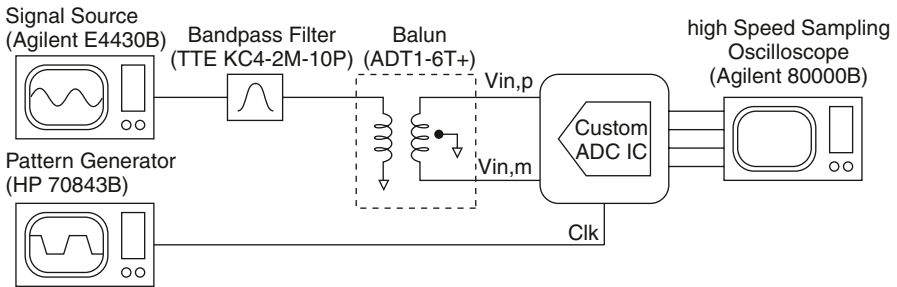 Signal Source
(Agilent E4430B)
Bandpass Filter
(TTE KC4-2M-10P)
Balun
(ADT1-6T+)
Vin,p
Vin,m
Custom
ADC IC
high Speed Sampling
Oscilloscope
(Agilent 80000B)
Pattern Generator
(HP 70843B)
Clk